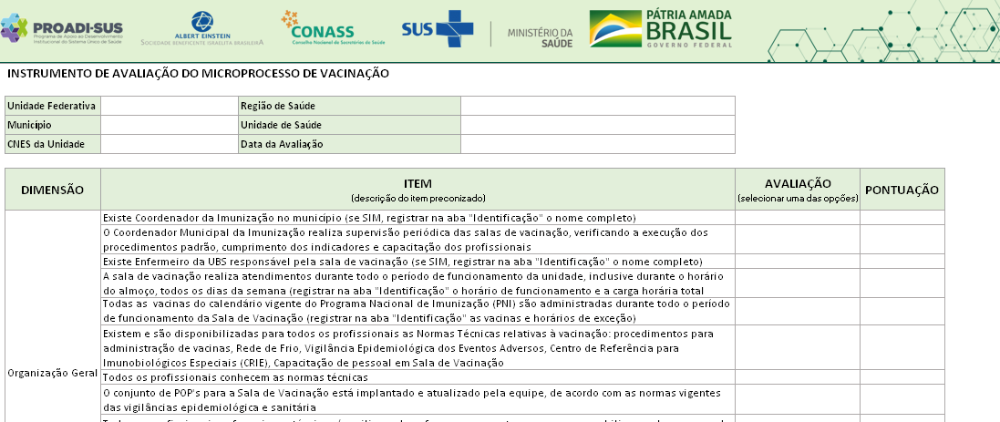 PROADI-SUS
Programa de Apoio ao Desenvolvimento
Institucional do Sistema Único de Saúde
ALBERT EINSTEIN
SOCIEDADE BENEFICENTE ISRAELITA BRASILEIRA
CONASS
Conselho Nacional de Secretários de Saúde
SUS
MINISTÉRIO DA
SAÚDE
PÁTRIA AMADA
BRASIL
GOVERNO FEDERAL
INSTRUMENTO DE AVALIAÇÃO DO MICROPROCESSO DE VACINAÇÃO
Unidade Federativa Região de Saúde
Município Unidade de Saúde
CNES da Unidade Data da Avaliação
DIMENSÃO ITEM AVALIAÇÃO PONTUAÇÃO
(descrição do item preconizado) (selecionar uma das opções)
Existe Coordenador da Imunização no município (se SIM, registrar na aba "Identificação" o nome completo)
O Coordenador Municipal da Imunização realiza supervisão periódica das salas de vacinação, verificando a execução dos
procedimentos padrão, cumprimento dos indicadores e capacitação dos profissionais
Existe Enfermeiro da UBS responsável pela sala de vacinação (se SIM, registrar na aba "Identificação" o nome completo)
A sala de vacinação realiza atendimentos durante todo o período de funcionamento da unidade, inclusive durante o horário
do almoço, todos os dias da semana (registrar na aba "Identificação" o horário de funcionamento e a carga horária total
Todas as vacinas do calendário vigente do Programa Nacional de Imunização (PNI) são administradas durante todo o período
de funcionamento da Sala de Vacinação (registrar na aba "Identificação" as vacinas e horários de exceção)
Existem e são disponibilizadas para todos os profissionais as Normas Técnicas relativas à vacinação: procedimentos para
administração de vacinas, Rede de Frio, Vigilância Epidemiológica dos Eventos Adversos, Centro de Referência para
Imunobiológicos Especiais (CRIE), Capacitação de pessoal em Sala de Vacinação
Organização Geral
Todos os profissionais conhecem as normas técnicas
O conjunto de POP's para a Sala de Vacinação está implantado e atualizado pela equipe, de acordo com as normas vigentes
das vigilâncias epidemiológica e sanitária